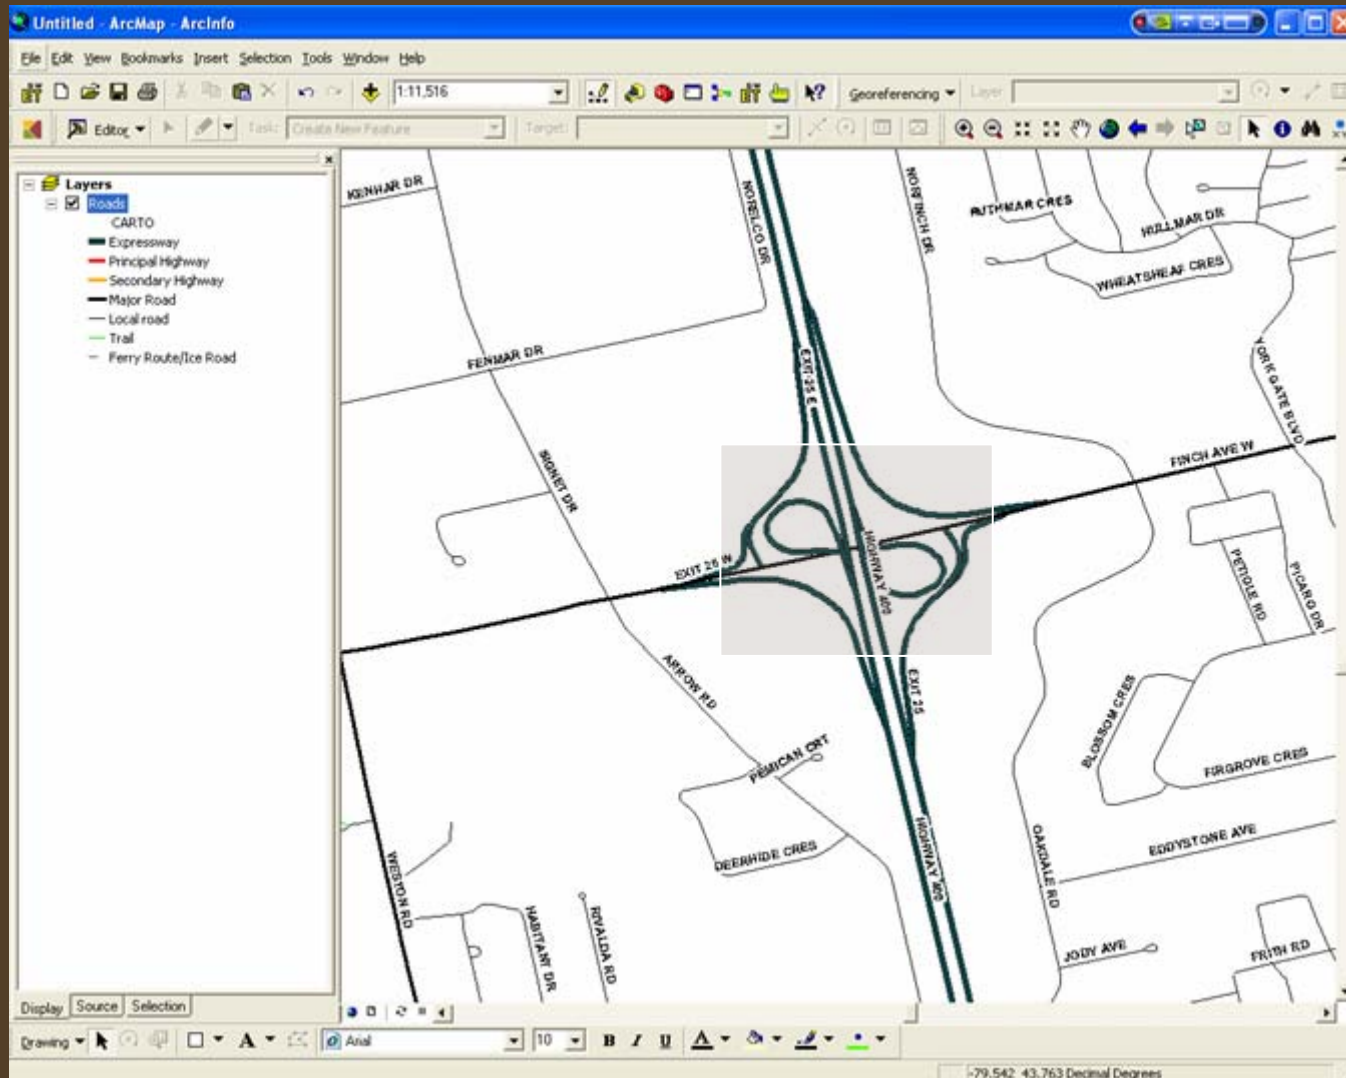 Untitled - ArcMap - ArcInfo
File Edit View Bookmarks Insert Selection Tools Window Help
1:11,516
Georeferencing
Layer
Editor
Task:
Create New Feature
Target:
Layers
Roads
CARTO
Expressway
Principal Highway
Secondary Highway
Major Road
Local road
Trail
Ferry Route/Ice Road
KENHAR DR
NORELCO DR
NORFINCH DR
RUTHMAR CRES
HULLMAR DR
WHEATSHEAF CRES
FENMAR DR
EXIT 25 E
YORK GATE BLVD
FINCH AVE W
SIGNET DR
EXIT 25 W
HIGHWAY 400
PETIOLE RD
PICARO DR
ARROW RD
EXIT 25
BLOSSOM CRES
PEMICAN CRT
FIRGROVE CRES
DEERHIDE CRES
HIGHWAY 400
OAKDALE RD
EDDYSTONE AVE
WESTON RD
HABITANT DR
RIVALDA RD
JODY AVE
FRITH RD
Display Source Selection
Drawing
A
Arial
10
B I U A
-79.542 43.763 Decimal Degrees